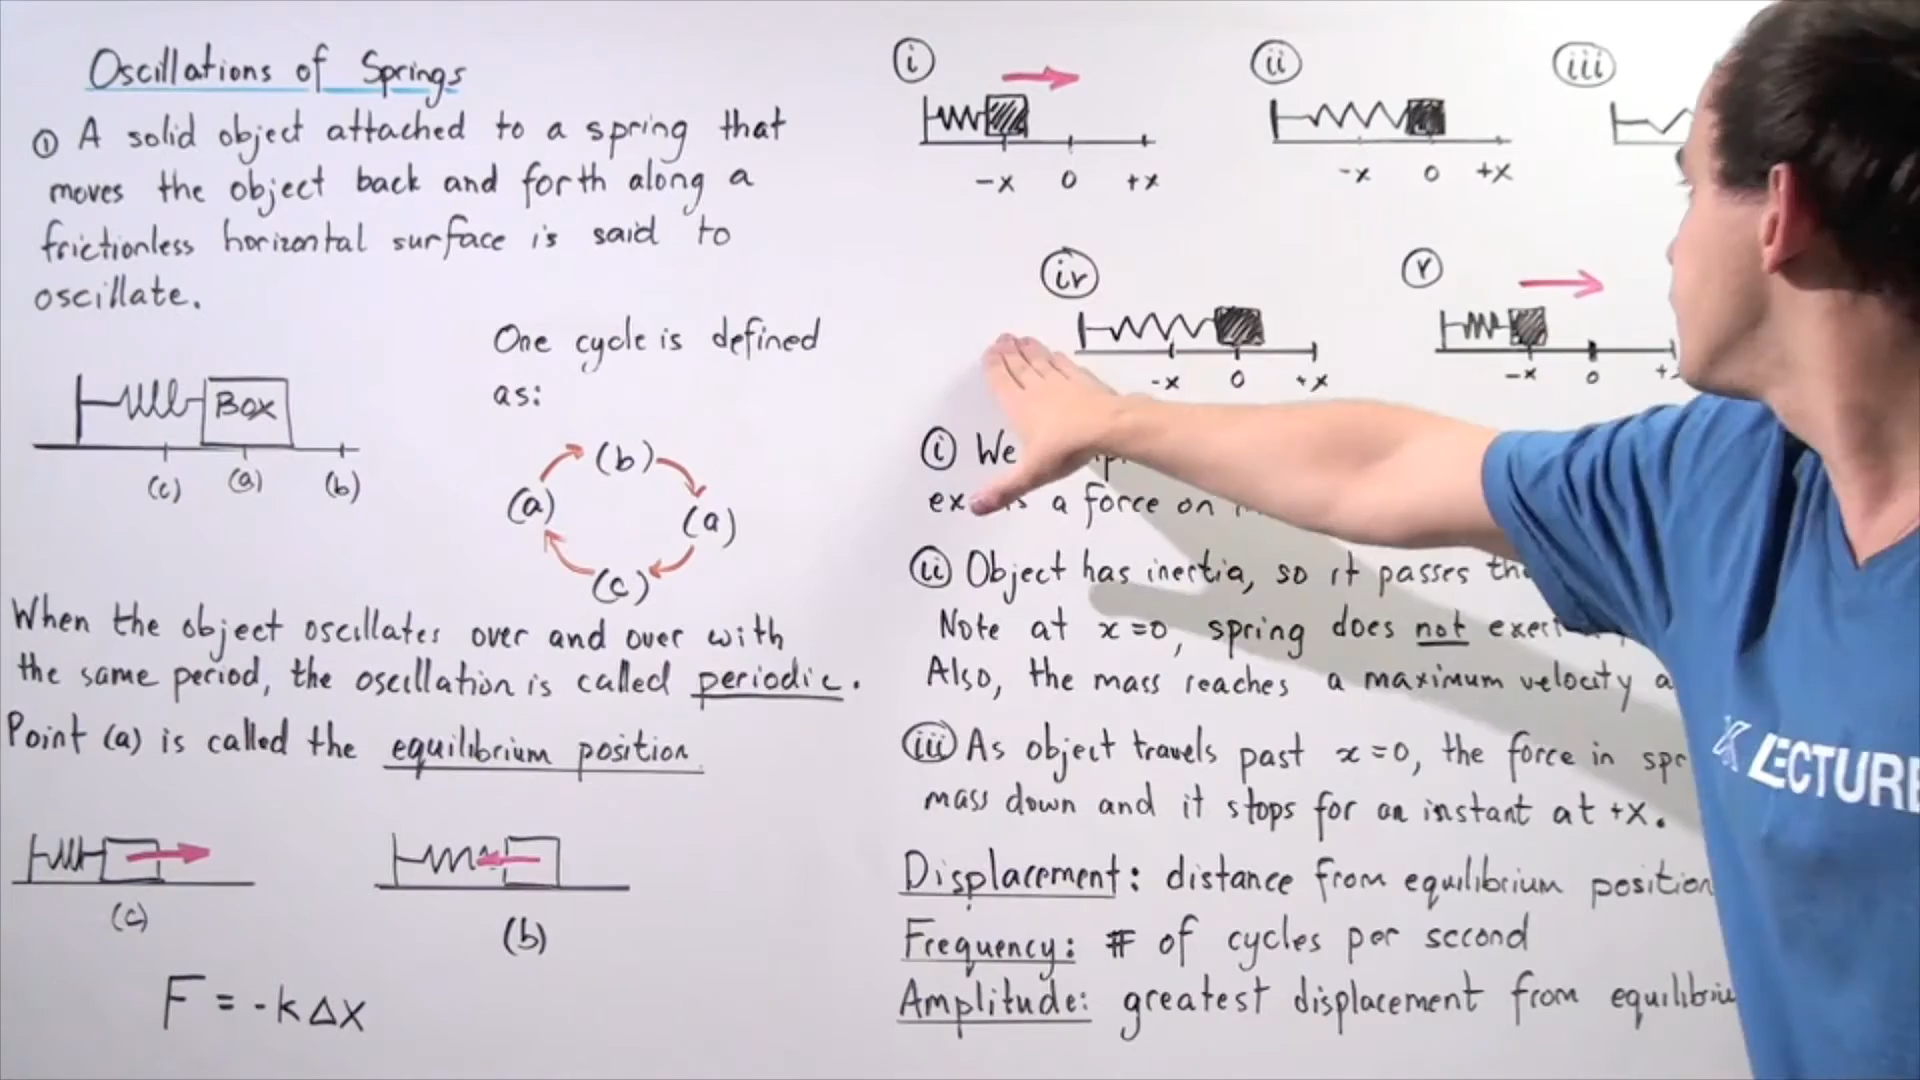 Oscillations of Springs
① A solid object attached to a spring that
moves the object back and forth along a
frictionless horizontal surface is said to
oscillate.
Box
(c) (a) (b)
One cycle is defined
as:
(b)
(a) (a)
(c)
When the object oscillates over and over with
the same period, the oscillation is called periodic.
Point (a) is called the equilibrium position
(c) (b)
F = -kΔx
i ii iii
-x 0 +x -x 0 +x
iv v
-x 0 +x -x 0
i We
a force on
ii Object has inertia, so it passes
Note at x=0, spring does not
Also, the mass reaches a maximum velocity
iii As object travels past x=0, the force in
mass down and it stops for an instant at +x.
Displacement: distance from equilibrium position
Frequency: # of cycles per second
Amplitude: greatest displacement from
LECTURE